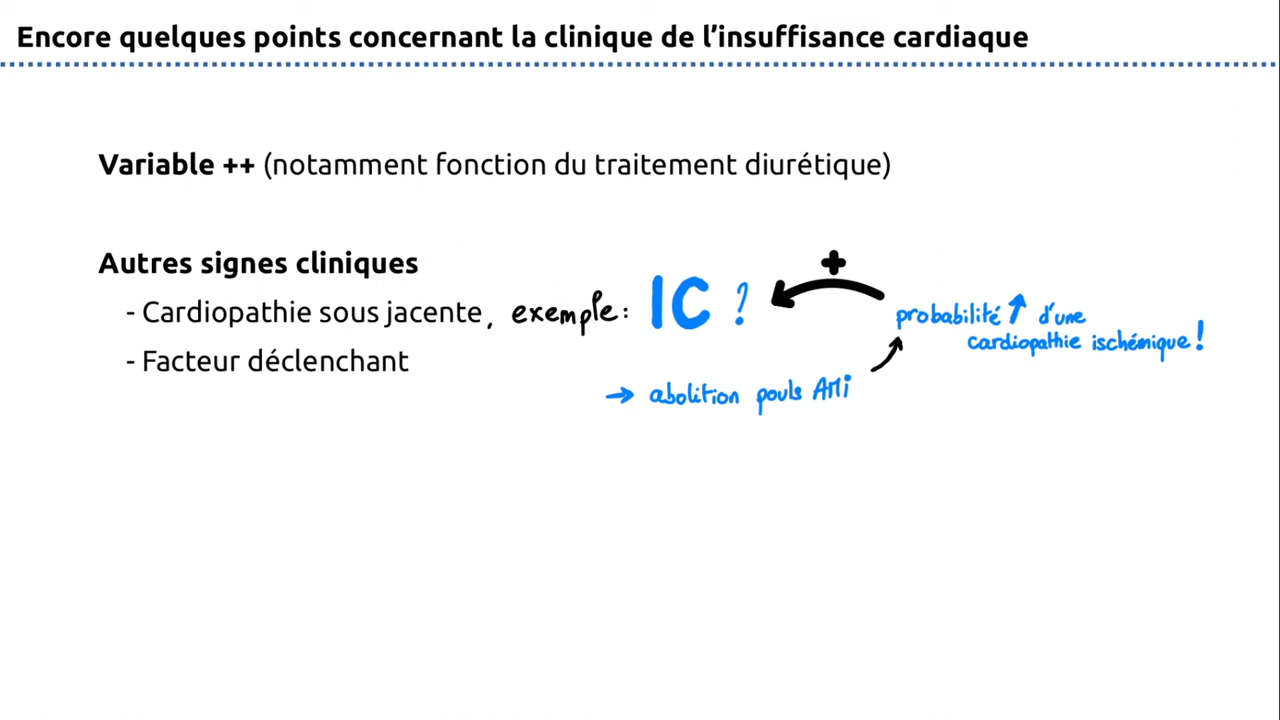 Encore quelques points concernant la clinique de l’insuffisance cardiaque
Variable ++ (notamment fonction du traitement diurétique)
Autres signes cliniques
- Cardiopathie sous jacente, exemple: IC ?
+
probabilité ↑ d'une
cardiopathie ischémique !
- Facteur déclenchant
→ abolition pouls AMi